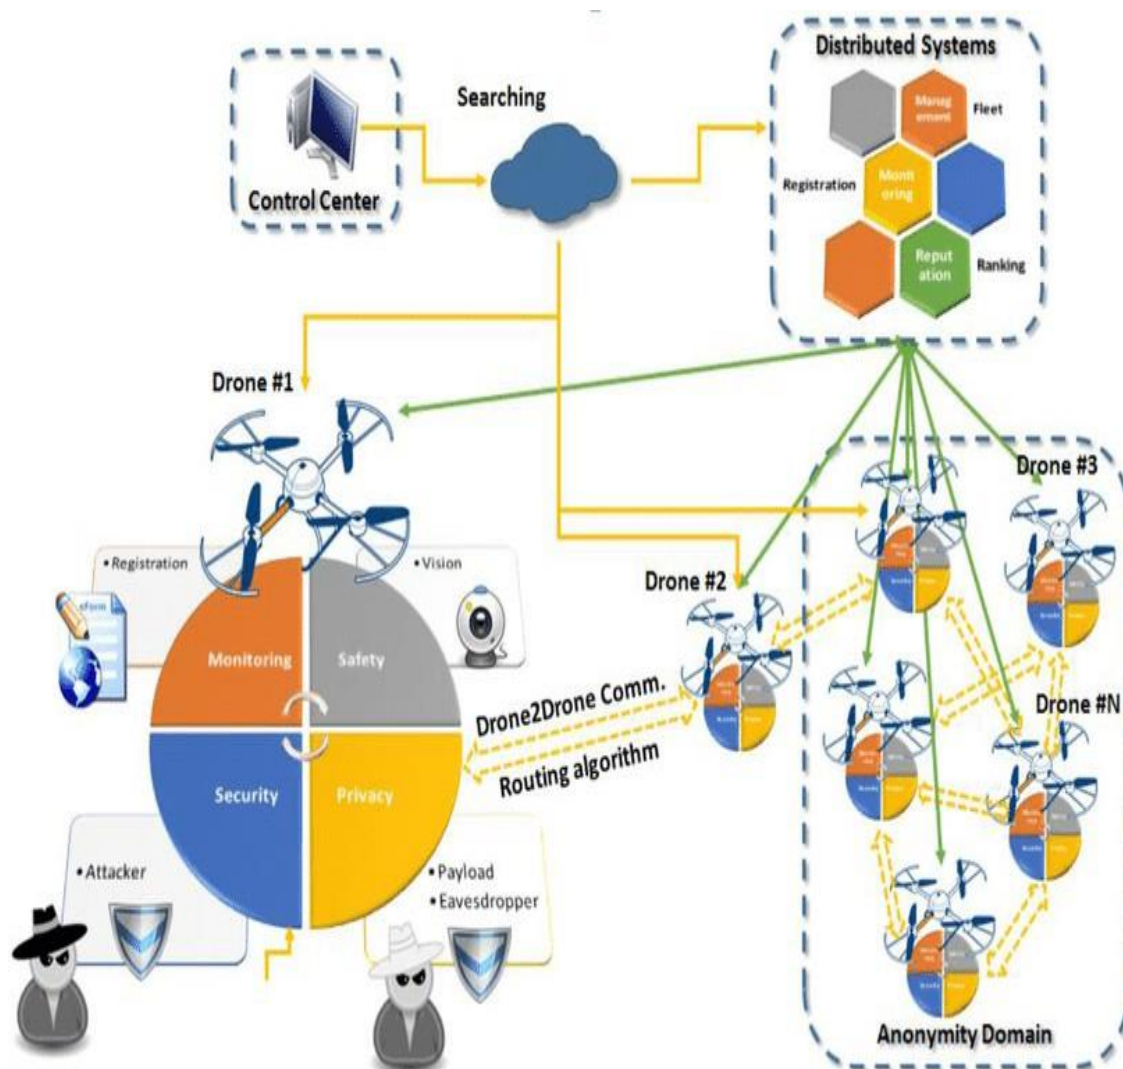 Distributed Systems
Searching
Control Center
Manag
ement
Fleet
Registration
Monit
oring
Reput
ation
Ranking
Drone #1
Drone #3
Drone #2
Drone #N
• Registration
• Vision
eForm
Monitoring
Safety
Security
Privacy
Drone2Drone Comm.
Routing algorithm
• Attacker
• Payload
• Eavesdropper
Anonymity Domain